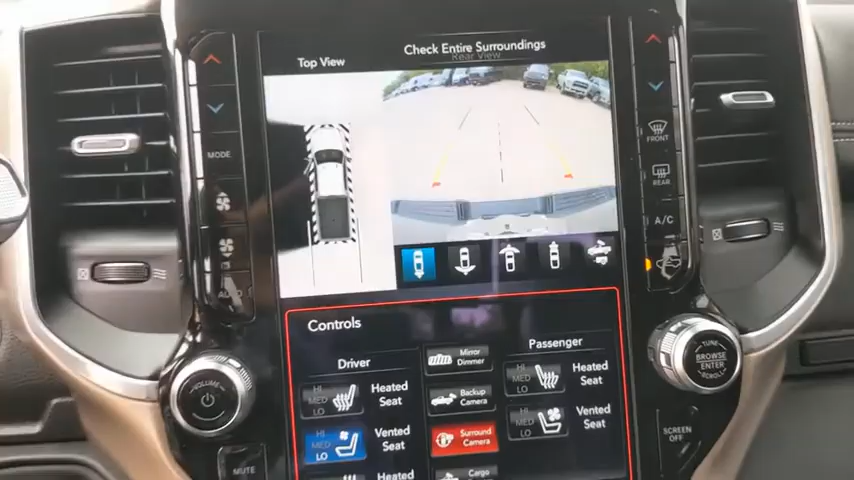 Check Entire Surroundings
Top View
Rear View
MODE
FRONT
REAR
A/C
AUTO
Controls
Driver
Passenger
Mirror Dimmer
HI MED LO
Heated Seat
Backup Camera
HI MED LO
Heated Seat
HI MED LO
Vented Seat
Surround Camera
HI MED LO
Vented Seat
Heated
Cargo
VOLUME
MUTE
TUNE
BROWSE
ENTER
SCREEN OFF